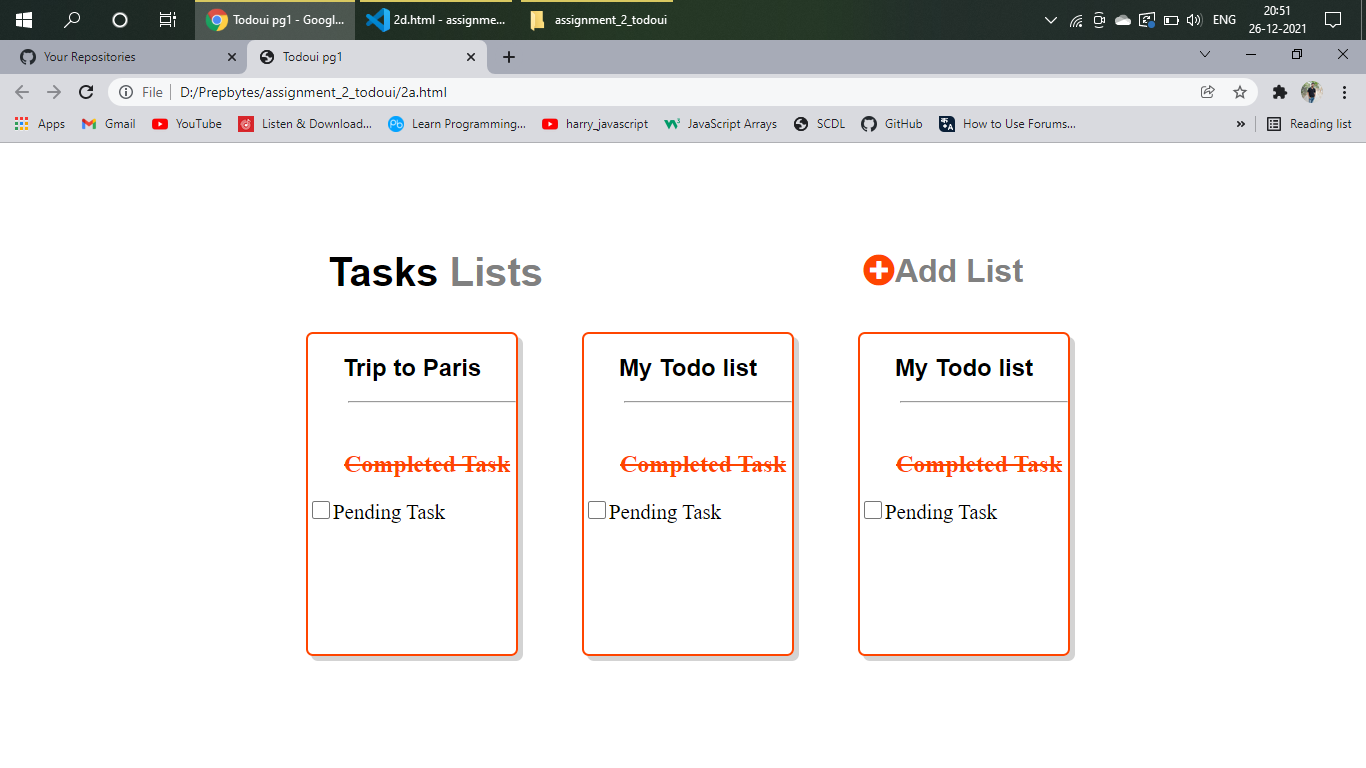 Todoui pg1 - Googl... 2d.html - assignme... assignment_2_todoui ENG 20:51
26-12-2021
Your Repositories Todoui pg1
File D:/Prepbytes/assignment_2_todoui/2a.html
Apps Gmail YouTube Listen & Download... Learn Programming... harry_javascript JavaScript Arrays SCDL GitHub How to Use Forums... » Reading list
Tasks Lists Add List
Trip to Paris My Todo list My Todo list
Completed Task Completed Task Completed Task
Pending Task Pending Task Pending Task